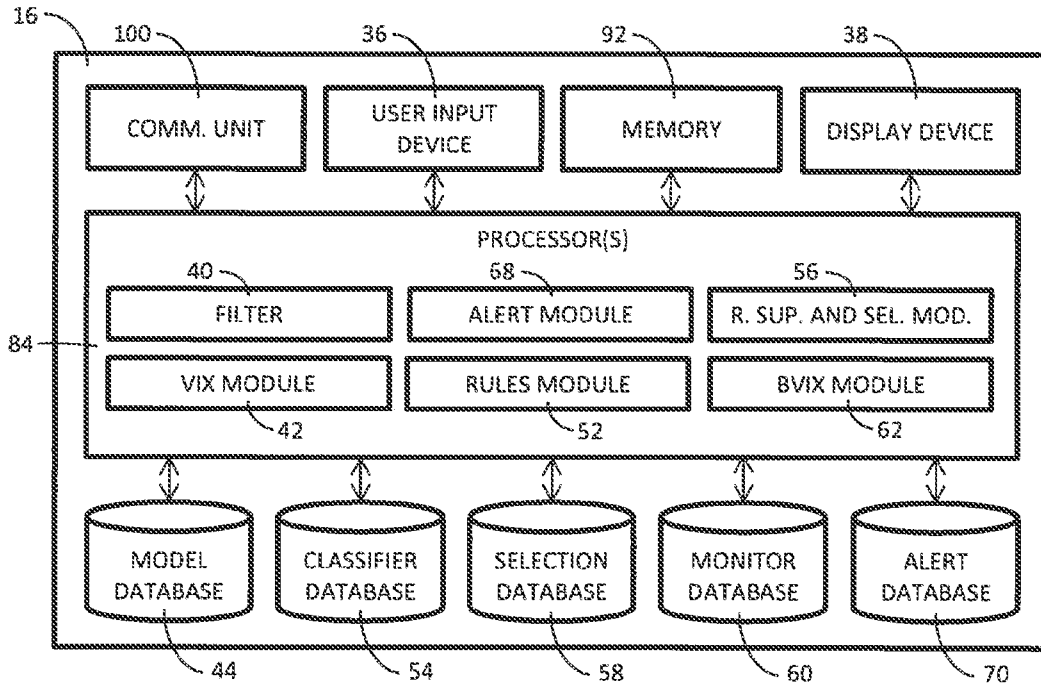 16
100
36
92
38
COMM. UNIT
USER INPUT
DEVICE
MEMORY
DISPLAY DEVICE
PROCESSOR(S)
40
68
56
FILTER
ALERT MODULE
R. SUP. AND SEL. MOD.
84
VIX MODULE
RULES MODULE
BVIX MODULE
42
52
62
MODEL
DATABASE
CLASSIFIER
DATABASE
SELECTION
DATABASE
MONITOR
DATABASE
ALERT
DATABASE
44
54
58
60
70